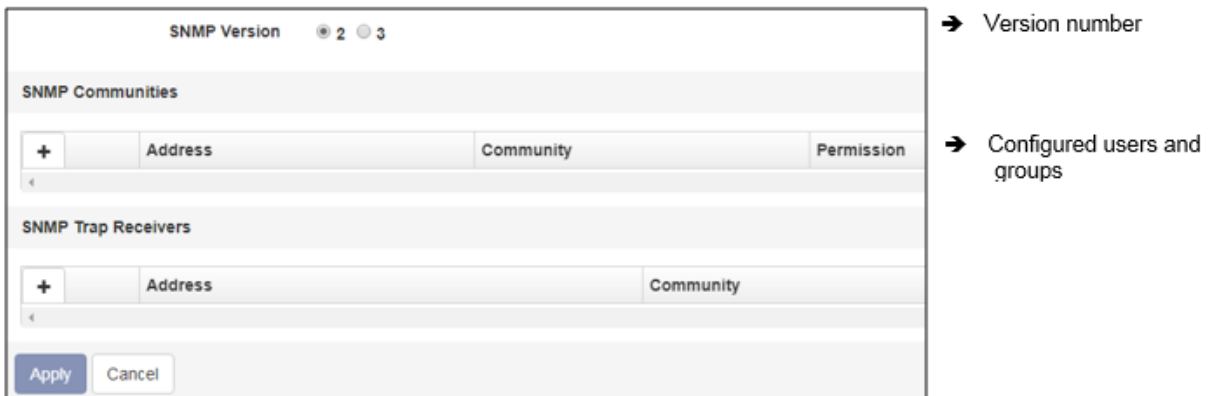 SNMP Version 2 3
➔ Version number
SNMP Communities
+ Address Community Permission
➔ Configured users and
groups
SNMP Trap Receivers
+ Address Community
Apply Cancel